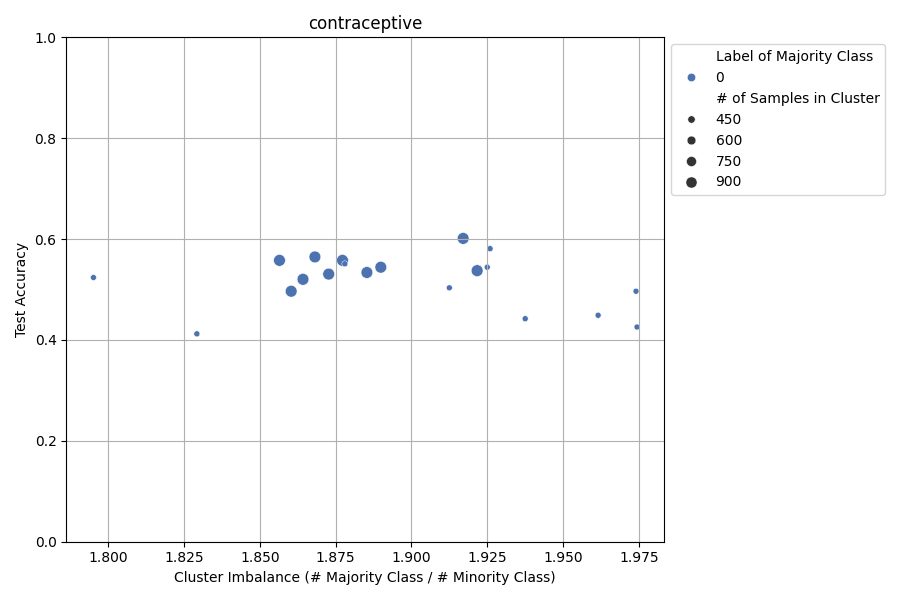 contraceptive
Test Accuracy
1.0
0.8
0.6
0.4
0.2
0.0
1.800 1.825 1.850 1.875 1.900 1.925 1.950 1.975
Cluster Imbalance (# Majority Class / # Minority Class)
Label of Majority Class
0
# of Samples in Cluster
450
600
750
900